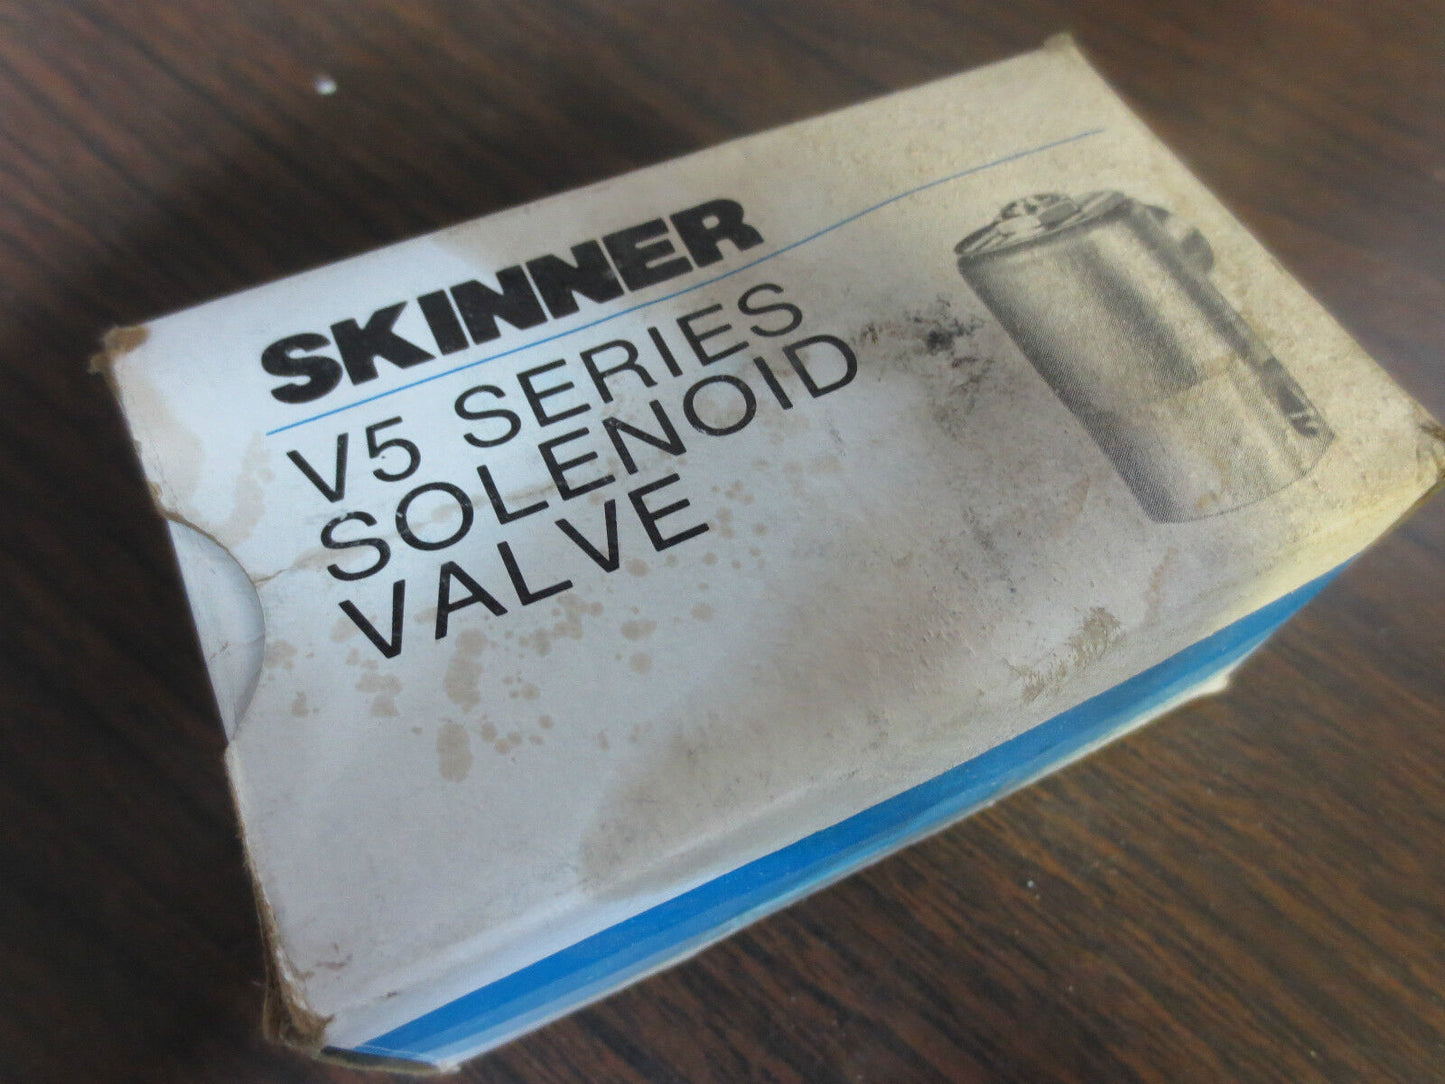 SKINNER
V5 SERIES
SOLENOID
VALVE